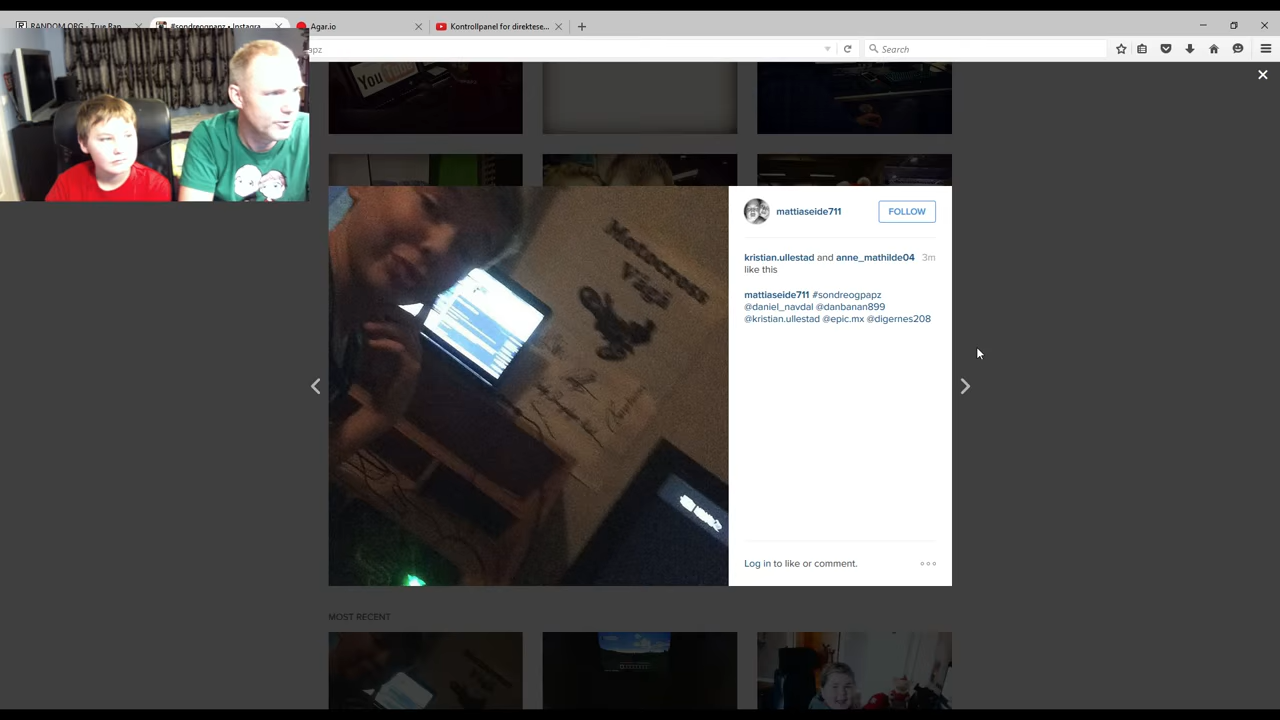 RANDOM.ORG - True Ran...
#sondreogpapz • Instagra...
Agar.io
Kontrollpanel for direktese...
apz
Search
You
mattiaseide711
FOLLOW
kristian.ullestad and anne_mathilde04
3m
like this
mattiaseide711 #sondreogpapz
@daniel_navdal @danbanan899
@kristian.ullestad @epic.mx @digernes208
Log in to like or comment.
MOST RECENT